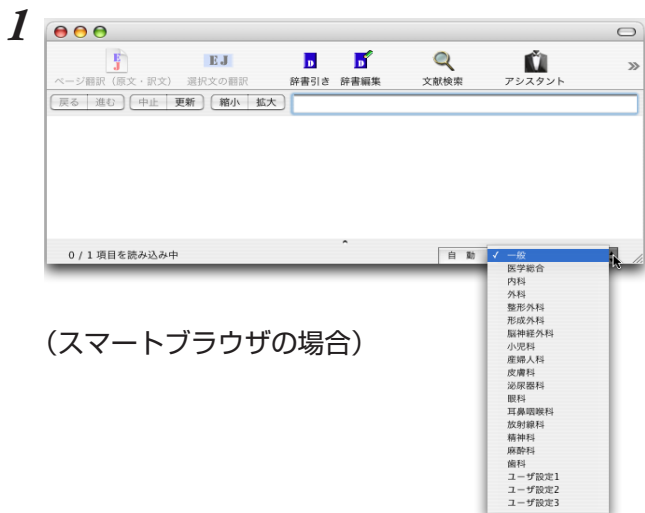 1
ページ翻訳（原文・訳文） 選択文の翻訳 辞書引き 辞書編集 文献検索 アシスタント
戻る 進む 中止 更新 縮小 拡大
0 / 1 項目を読み込み中
自 動
✓ 一般
医学総合
内科
外科
整形外科
形成外科
脳神経外科
小児科
産婦人科
皮膚科
泌尿器科
眼科
耳鼻咽喉科
放射線科
精神科
麻酔科
歯科
ユーザ設定1
ユーザ設定2
ユーザ設定3
（スマートブラウザの場合）